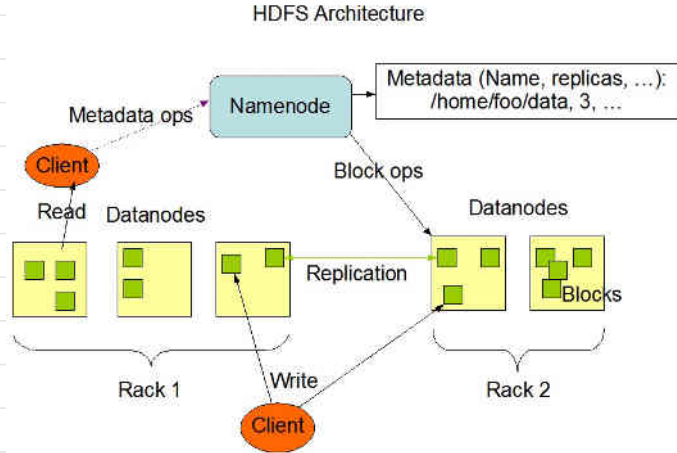 HDFS Architecture
Metadata (Name, replicas, …):
/home/foo/data, 3, …
Namenode
Metadata ops
Client
Block ops
Read
Datanodes
Datanodes
Replication
Blocks
Rack 1
Write
Rack 2
Client